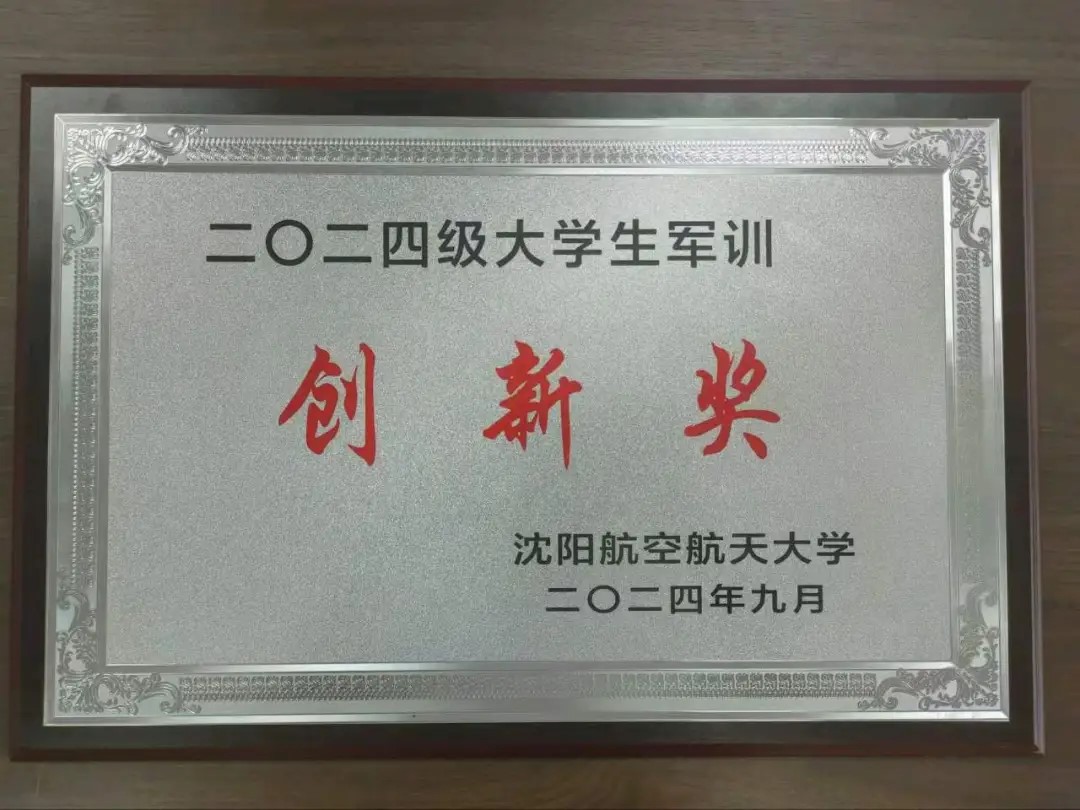 二〇二四级大学生军训
创新奖
沈阳航空航天大学
二〇二四年九月